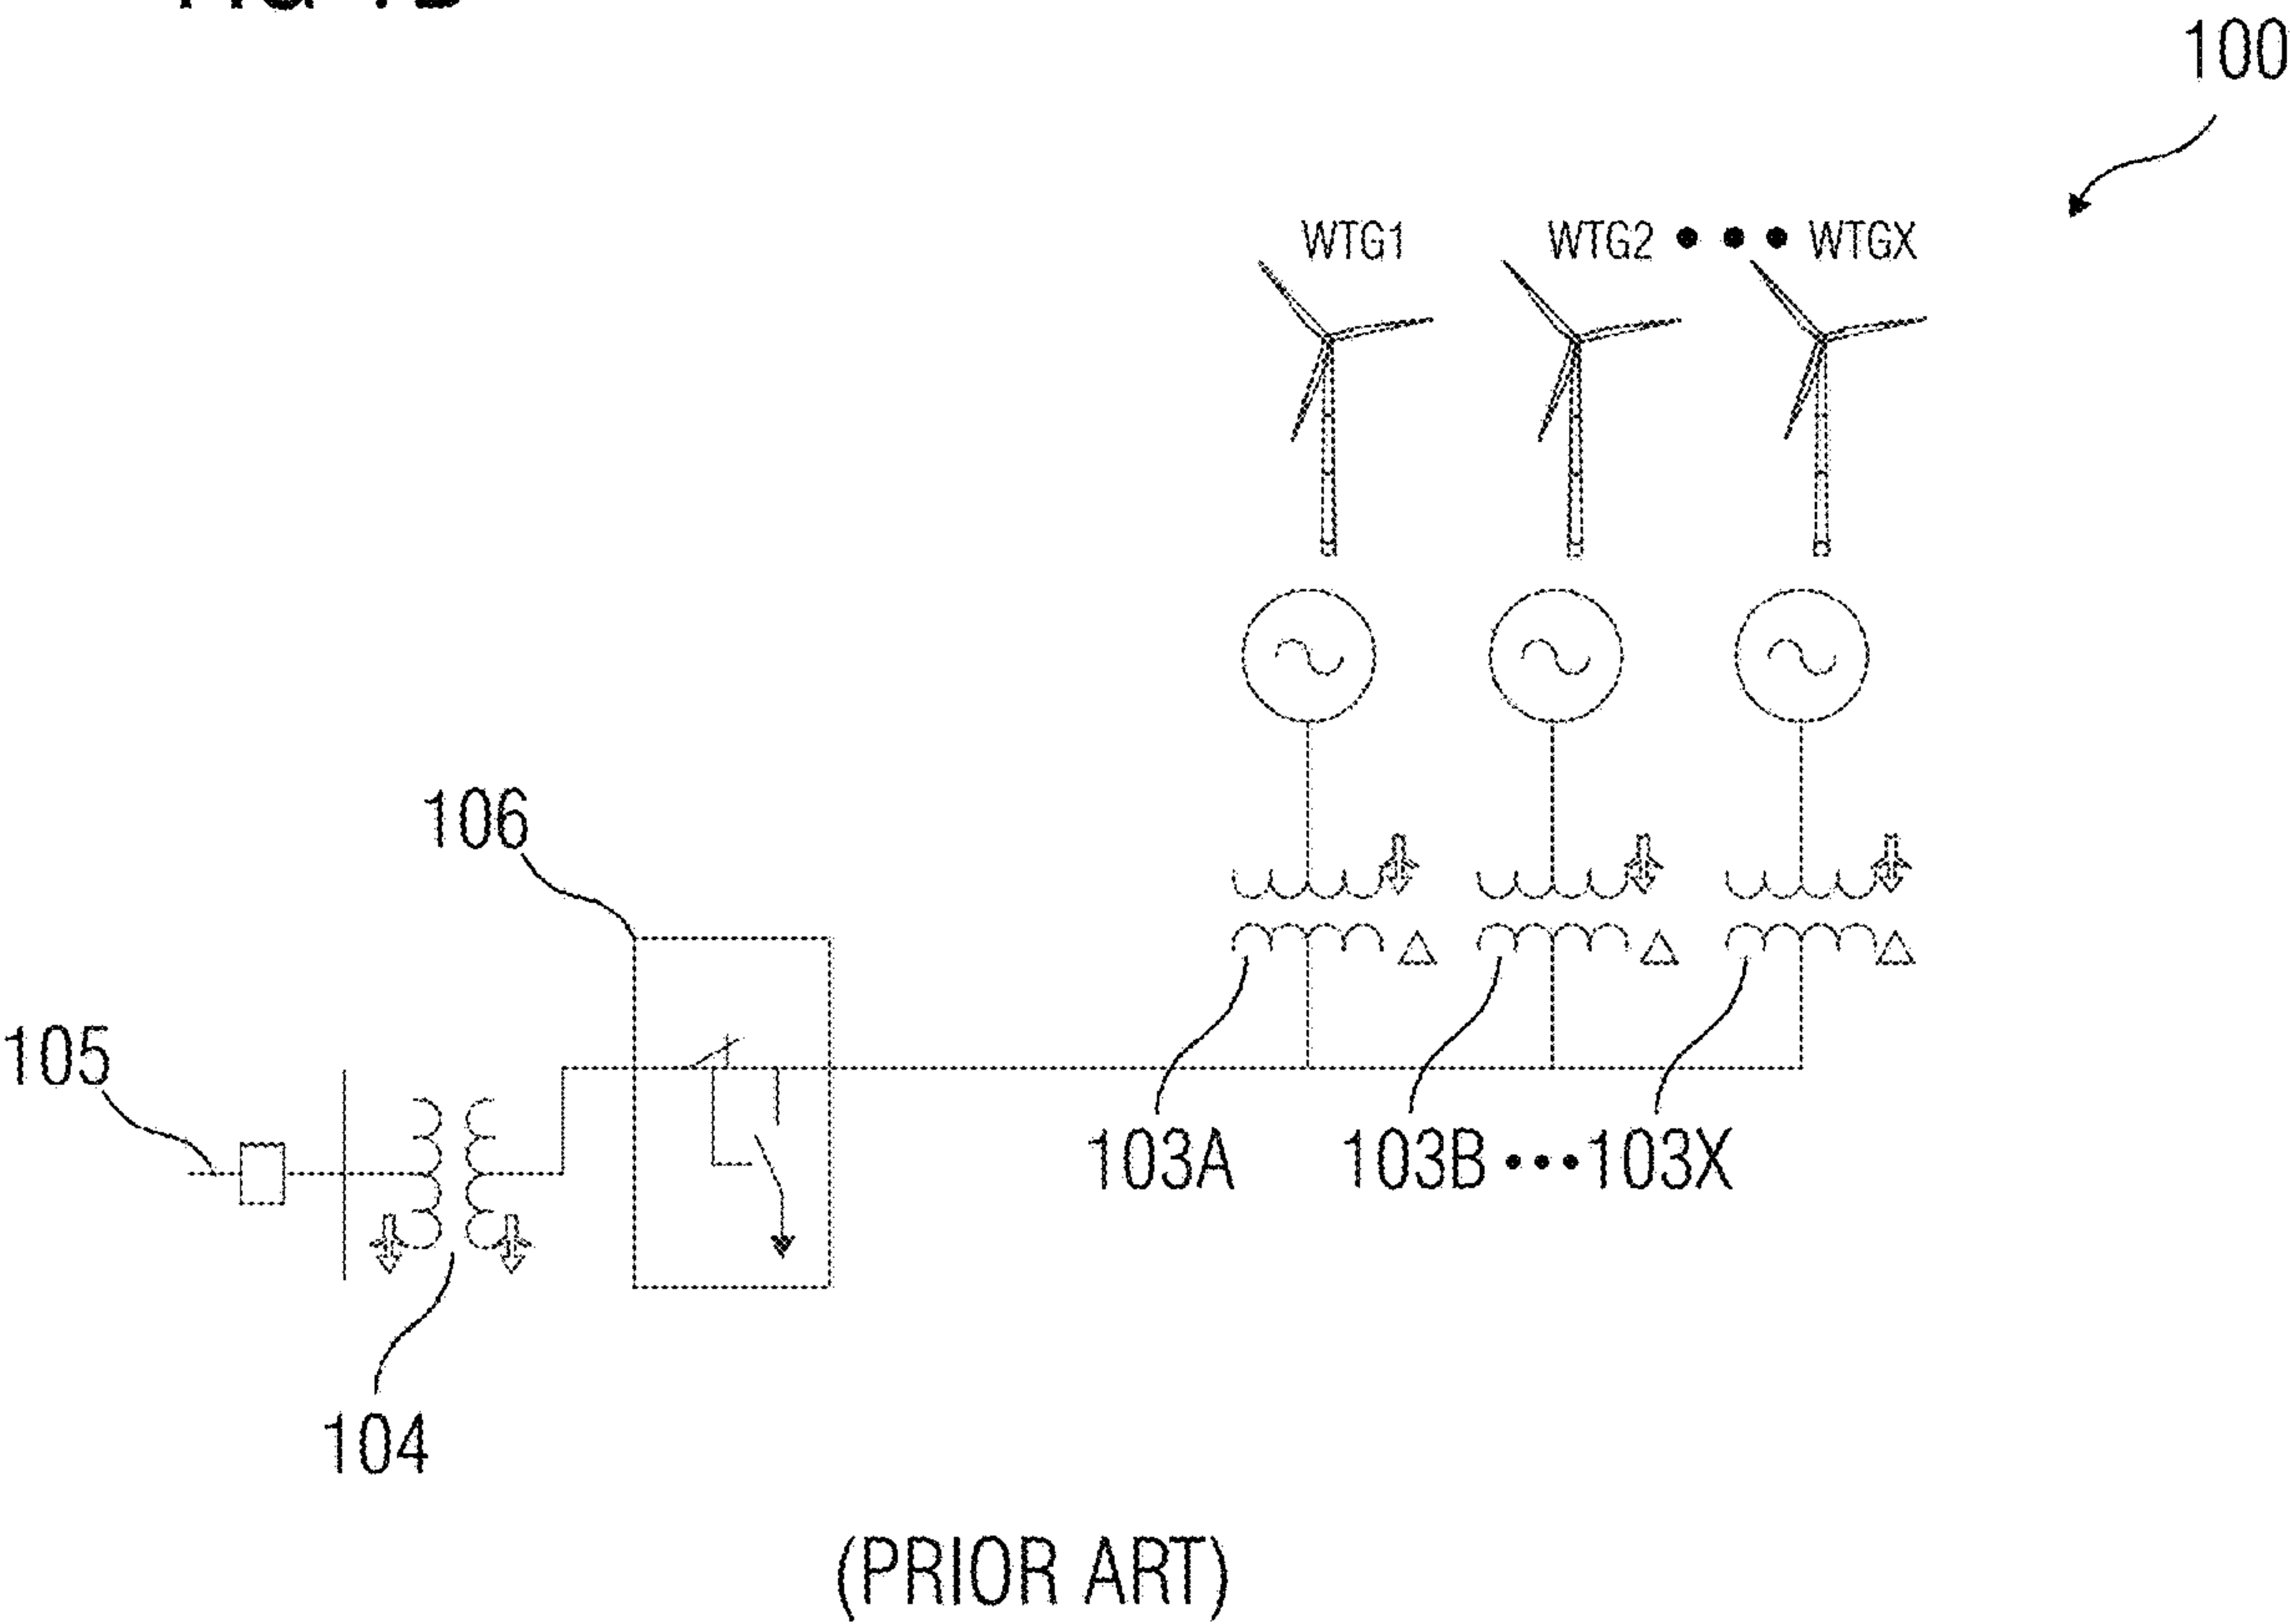 100
WTG1 WTG2 ••• WTGX
106
105
103A 103B•••103X
104
(PRIOR ART)